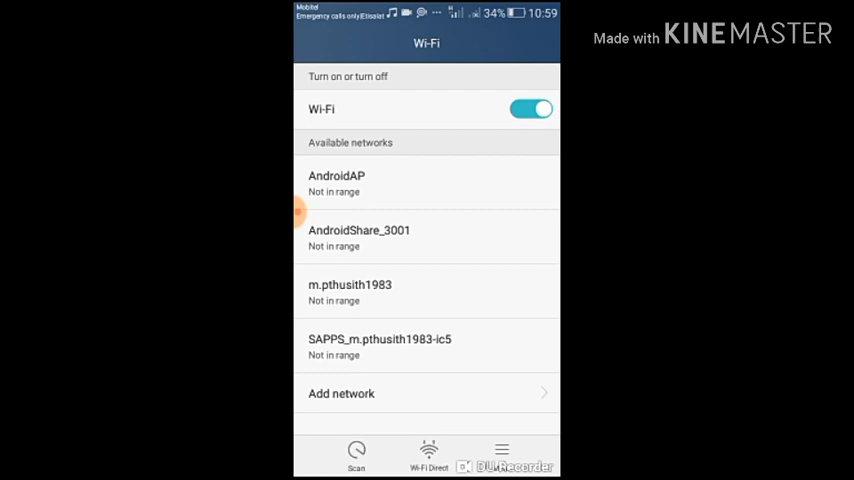 Mobitel
Emergency calls only|Etisalat 34% 10:59
Made with KINEMASTER
Wi-Fi
Turn on or turn off
Wi-Fi
Available networks
AndroidAP
Not in range
AndroidShare_3001
Not in range
m.pthusith1983
Not in range
SAPPS_m.pthusith1983-ic5
Not in range
Add network
Scan
Wi-Fi Direct
DU Recorder